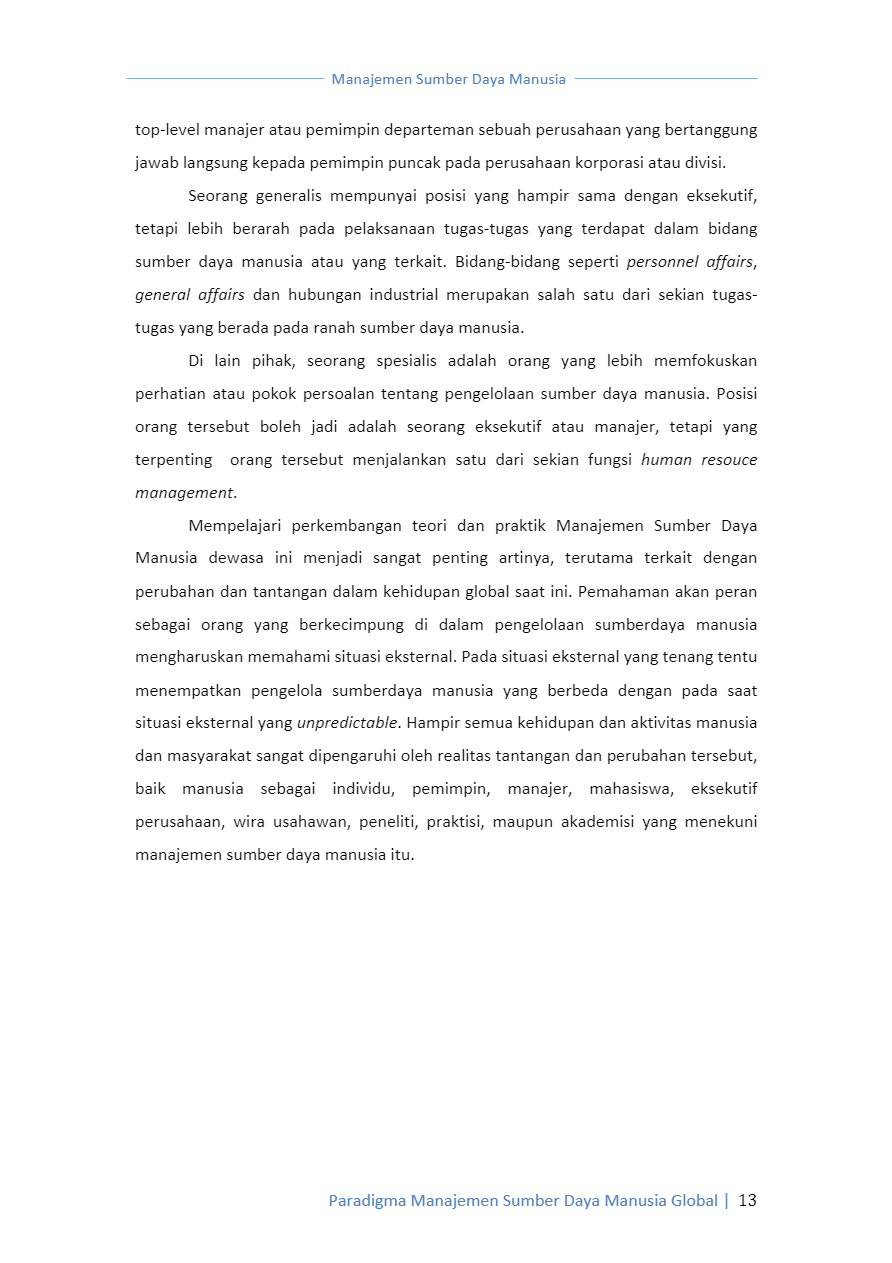 Manajemen Sumber Daya Manusia
top-level manajer atau pemimpin departeman sebuah perusahaan yang bertanggung
jawab langsung kepada pemimpin puncak pada perusahaan korporasi atau divisi.
Seorang generalis mempunyai posisi yang hampir sama dengan eksekutif,
tetapi lebih berarah pada pelaksanaan tugas-tugas yang terdapat dalam bidang
sumber daya manusia atau yang terkait. Bidang-bidang seperti personnel affairs,
general affairs dan hubungan industrial merupakan salah satu dari sekian tugas-
tugas yang berada pada ranah sumber daya manusia.
Di lain pihak, seorang spesialis adalah orang yang lebih memfokuskan
perhatian atau pokok persoalan tentang pengelolaan sumber daya manusia. Posisi
orang tersebut boleh jadi adalah seorang eksekutif atau manajer, tetapi yang
terpenting orang tersebut menjalankan satu dari sekian fungsi human resouce
management.
Mempelajari perkembangan teori dan praktik Manajemen Sumber Daya
Manusia dewasa ini menjadi sangat penting artinya, terutama terkait dengan
perubahan dan tantangan dalam kehidupan global saat ini. Pemahaman akan peran
sebagai orang yang berkecimpung di dalam pengelolaan sumberdaya manusia
mengharuskan memahami situasi eksternal. Pada situasi eksternal yang tenang tentu
menempatkan pengelola sumberdaya manusia yang berbeda dengan pada saat
situasi eksternal yang unpredictable. Hampir semua kehidupan dan aktivitas manusia
dan masyarakat sangat dipengaruhi oleh realitas tantangan dan perubahan tersebut,
baik manusia sebagai individu, pemimpin, manajer, mahasiswa, eksekutif
perusahaan, wira usahawan, peneliti, praktisi, maupun akademisi yang menekuni
manajemen sumber daya manusia itu.
Paradigma Manajemen Sumber Daya Manusia Global | 13